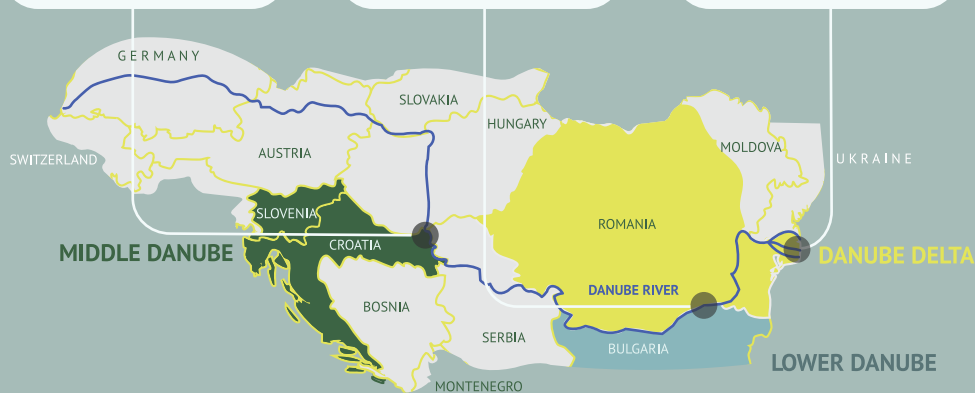 GERMANY
SLOVAKIA
HUNGARY
MOLDOVA
SWITZERLAND
AUSTRIA
UKRAINE
SLOVENIA
ROMANIA
MIDDLE DANUBE
CROATIA
DANUBE DELTA
DANUBE RIVER
BOSNIA
SERBIA
BULGARIA
LOWER DANUBE
MONTENEGRO